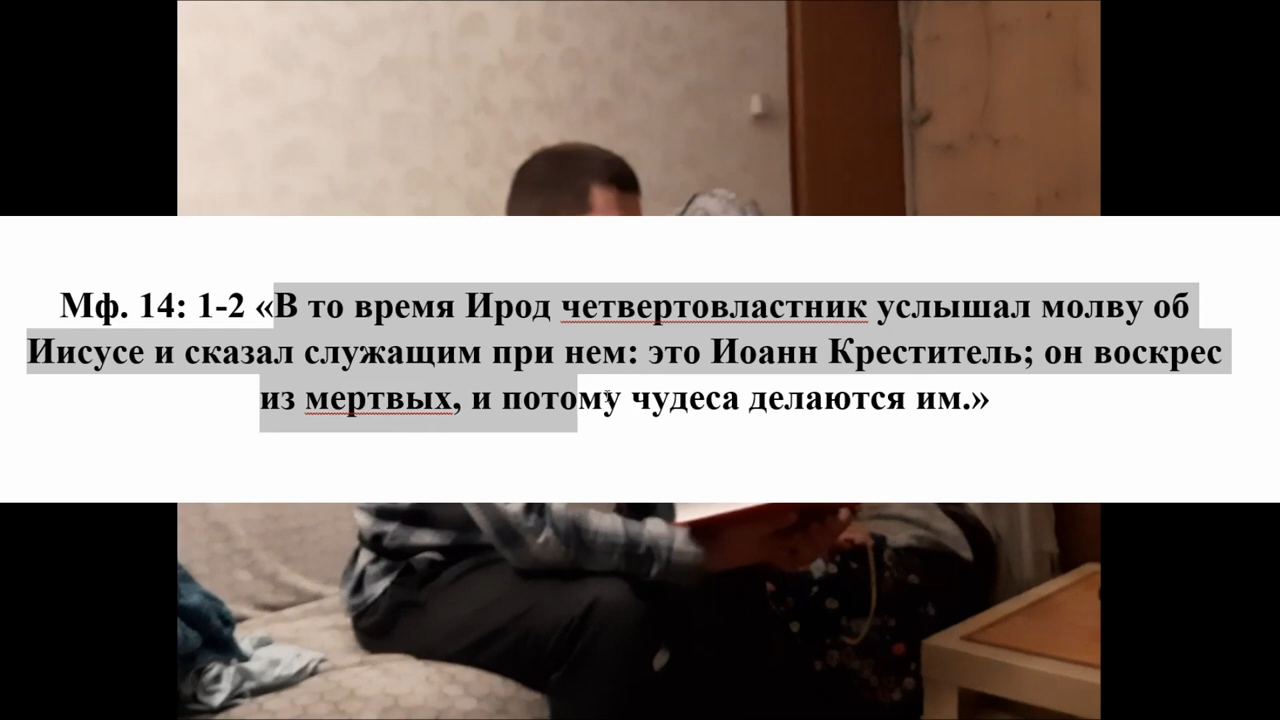 Мф. 14: 1-2 «В то время Ирод четвертовластник услышал молву об
Иисусе и сказал служащим при нем: это Иоанн Креститель; он воскрес
из мертвых, и потому чудеса делаются им.»